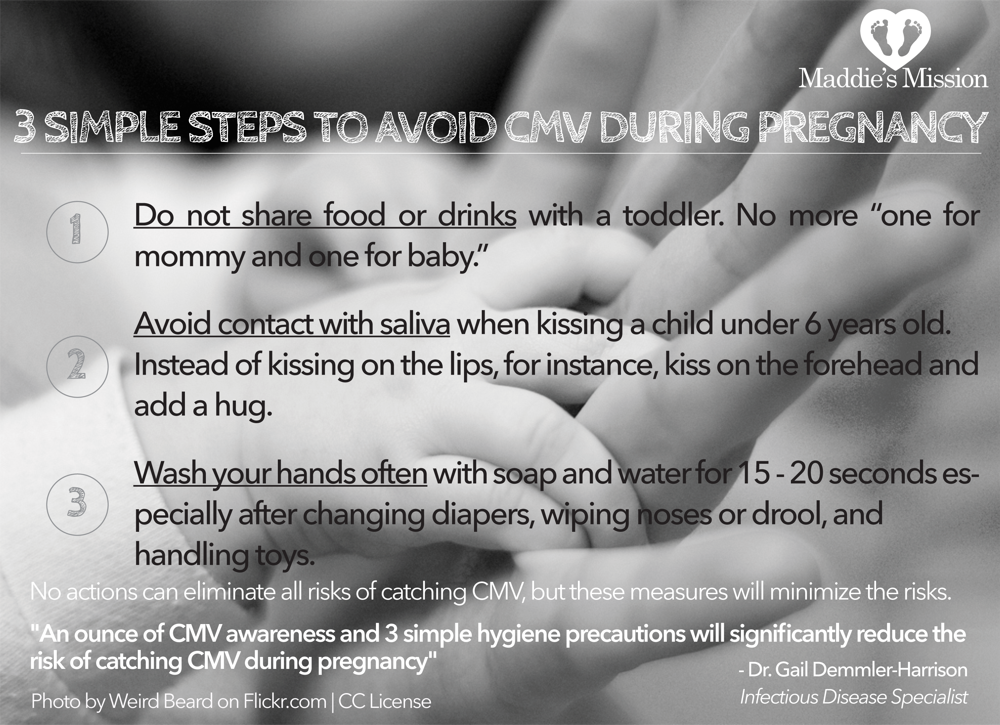 Maddie's Mission
3 SIMPLE STEPS TO AVOID CMV DURING PREGNANCY
1
Do not share food or drinks with a toddler. No more “one for
mommy and one for baby.”
2
Avoid contact with saliva when kissing a child under 6 years old.
Instead of kissing on the lips, for instance, kiss on the forehead and
add a hug.
3
Wash your hands often with soap and water for 15 - 20 seconds es-
pecially after changing diapers, wiping noses or drool, and
handling toys.
No actions can eliminate all risks of catching CMV, but these measures will minimize the risks.
"An ounce of CMV awareness and 3 simple hygiene precautions will significantly reduce the
risk of catching CMV during pregnancy"
- Dr. Gail Demmler-Harrison
Infectious Disease Specialist
Photo by Weird Beard on Flickr.com | CC License